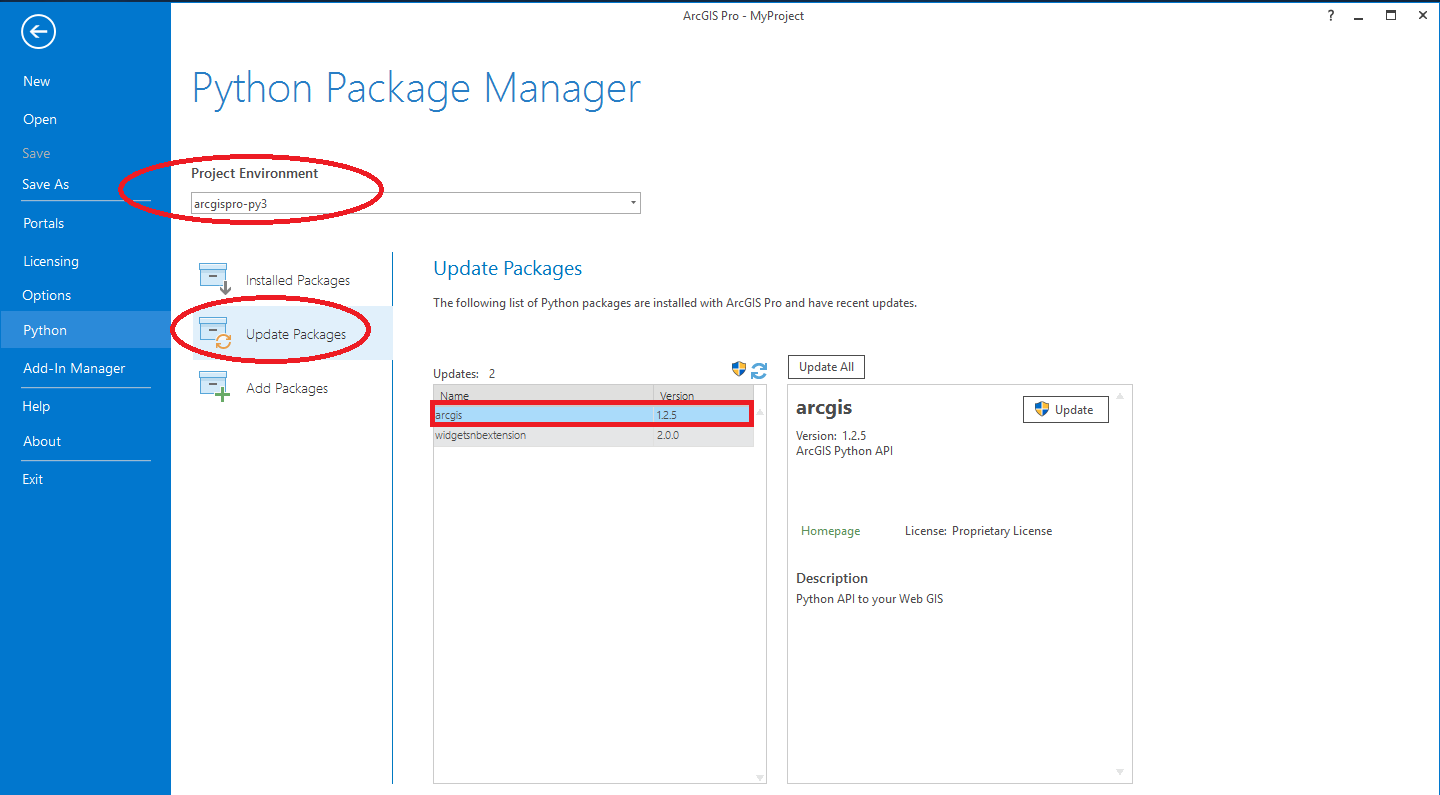 ArcGIS Pro - MyProject
?
New
Open
Save
Save As
Portals
Licensing
Options
Python
Add-In Manager
Help
About
Exit
Python Package Manager
Project Environment
arcgispro-py3
Installed Packages
Update Packages
Add Packages
Update Packages
The following list of Python packages are installed with ArcGIS Pro and have recent updates.
Updates: 2
Name Version
arcgis 1.2.5
widgetsnbextension 2.0.0
Update All
arcgis
Update
Version: 1.2.5
ArcGIS Python API
Homepage License: Proprietary License
Description
Python API to your Web GIS